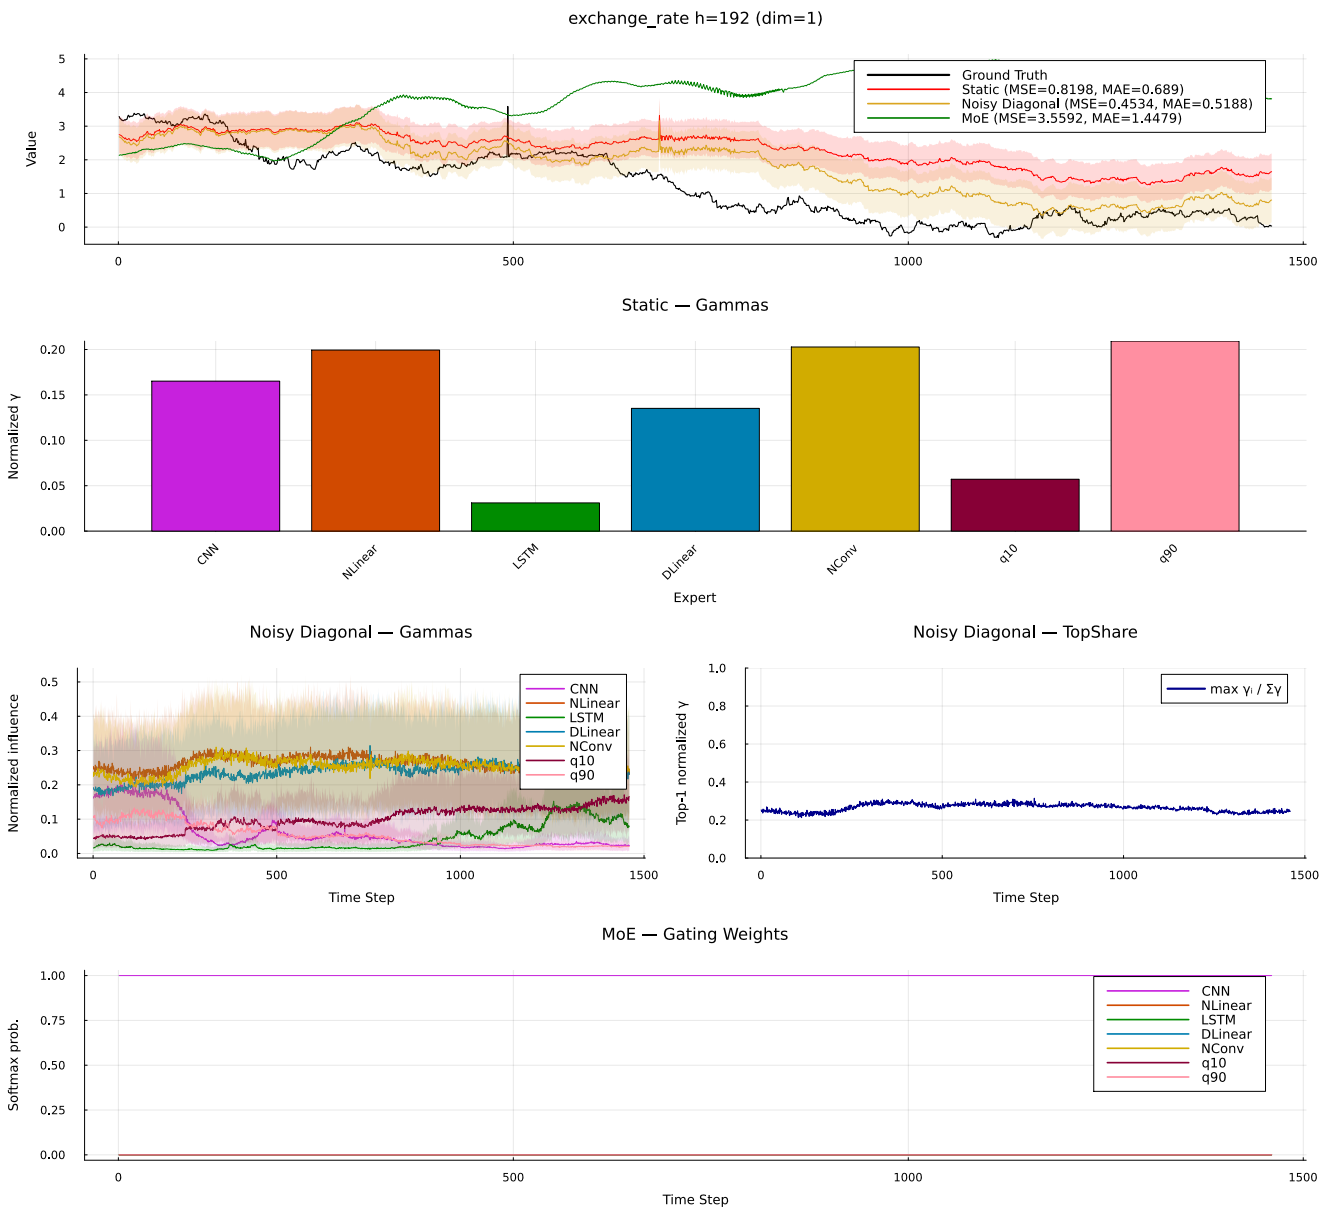 exchange_rate h=192 (dim=1)
Value
5
4
3
2
1
0
Ground Truth
Static (MSE=0.8198, MAE=0.689)
Noisy Diagonal (MSE=0.4534, MAE=0.5188)
MoE (MSE=3.5592, MAE=1.4479)
0 500 1000 1500
Static — Gammas
Normalized γ
0.20
0.15
0.10
0.05
0.00
CNN NLinear LSTM DLinear NConv q10 q90
Expert
Noisy Diagonal — Gammas
Normalized influence
0.5
0.4
0.3
0.2
0.1
0.0
CNN
NLinear
LSTM
DLinear
NConv
q10
q90
0 500 1000 1500
Time Step
Noisy Diagonal — TopShare
Top-1 normalized γ
1.0
0.8
0.6
0.4
0.2
0.0
max γᵢ / Σγ
0 500 1000 1500
Time Step
MoE — Gating Weights
Softmax prob.
1.00
0.75
0.50
0.25
0.00
CNN
NLinear
LSTM
DLinear
NConv
q10
q90
0 500 1000 1500
Time Step